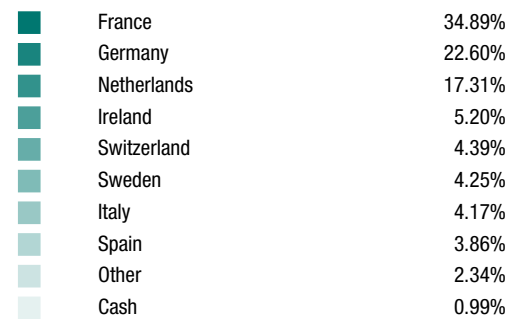 France 34.89%
Germany 22.60%
Netherlands 17.31%
Ireland 5.20%
Switzerland 4.39%
Sweden 4.25%
Italy 4.17%
Spain 3.86%
Other 2.34%
Cash 0.99%